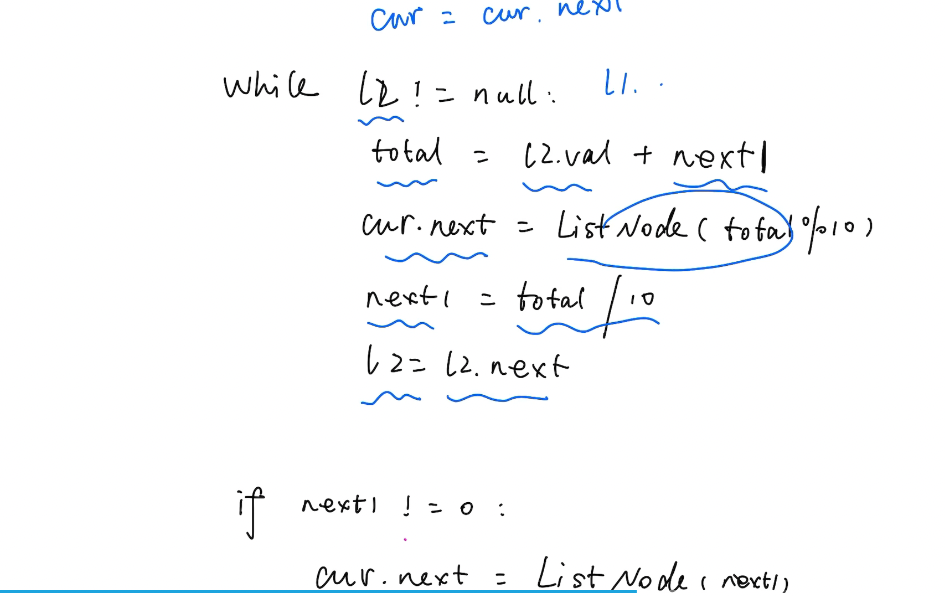 cur = cur.next
while l2 != null: l1..
total = l2.val + next1
cur.next = ListNode(total%10)
next1 = total/10
l2 = l2.next
if next1 != 0:
cur.next = ListNode(next1)